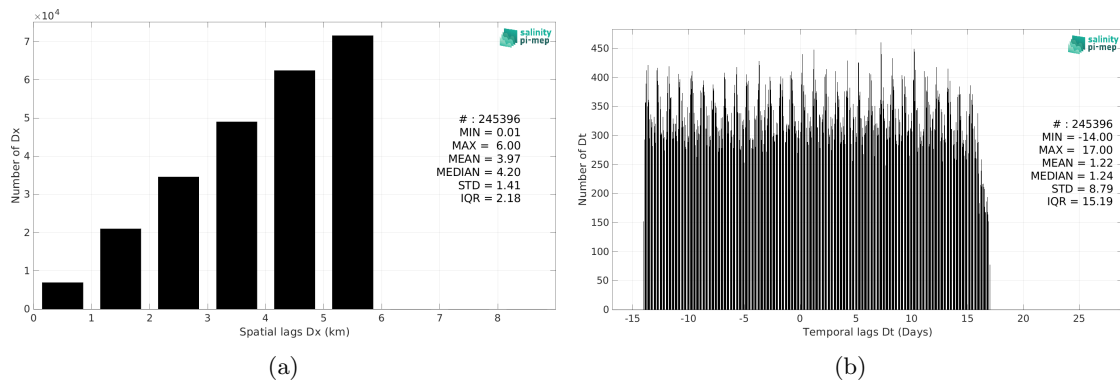 ×10⁴
7
6
5
4
3
2
1
0
Number of Dx
0 1 2 3 4 5 6 7 8
Spatial lags Dx (km)
salinity
pi-mep
# : 245396
MIN = 0.01
MAX = 6.00
MEAN = 3.97
MEDIAN = 4.20
STD = 1.41
IQR = 2.18
(a)
450
400
350
300
250
200
150
100
50
0
Number of Dt
-15 -10 -5 0 5 10 15 20 25
Temporal lags Dt (Days)
salinity
pi-mep
# : 245396
MIN = -14.00
MAX = 17.00
MEAN = 1.22
MEDIAN = 1.24
STD = 8.79
IQR = 15.19
(b)